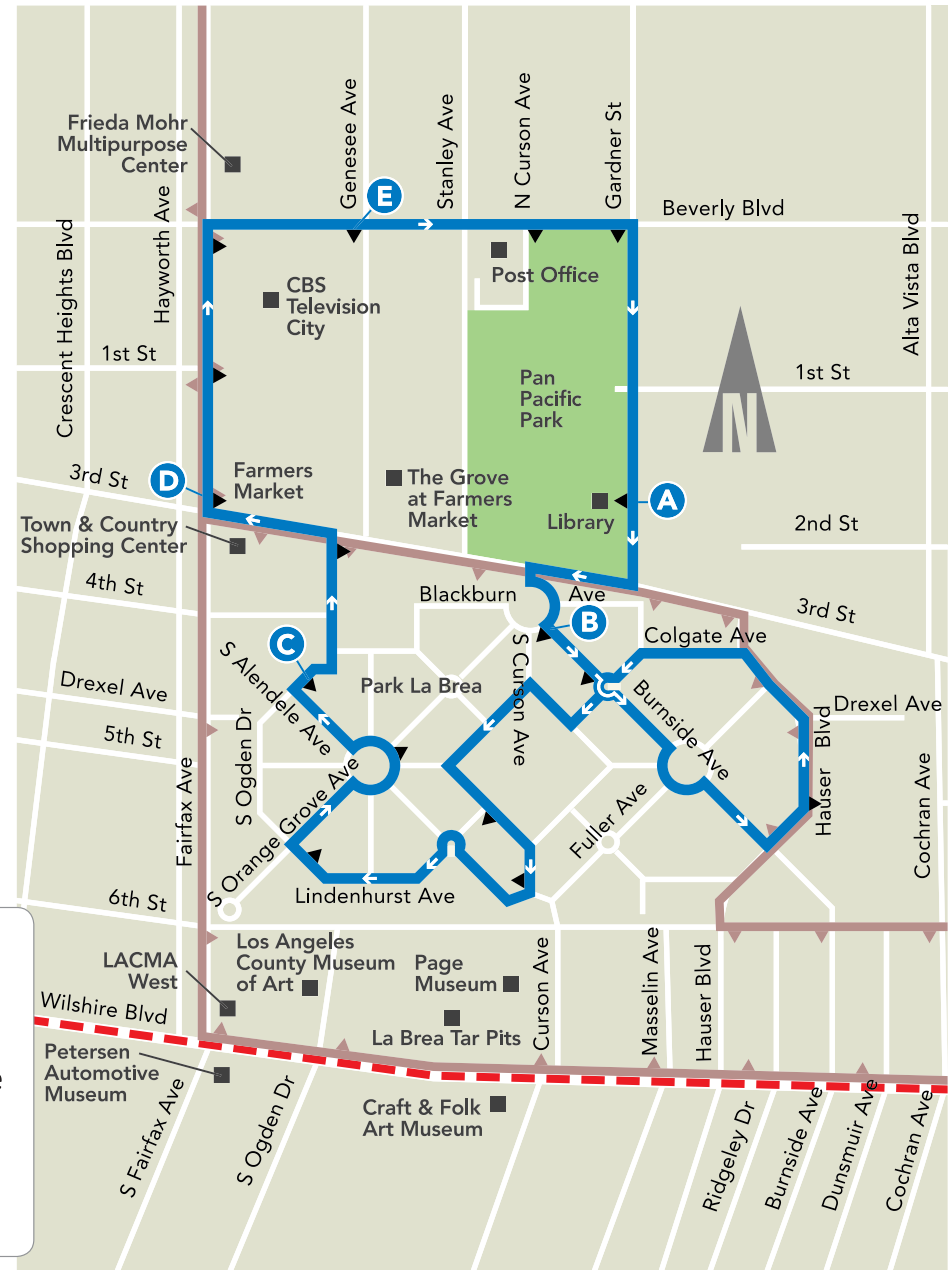 Genesee Ave
Stanley Ave
N Curson Ave
Gardner St
Frieda Mohr
Multipurpose
Center
E
Beverly Blvd
Hayworth Ave
Crescent Heights Blvd
Alta Vista Blvd
Post Office
CBS
Television
City
1st St
1st St
Pan
Pacific
Park
N
3rd St
D
Farmers
Market
The Grove
at Farmers
Market
Library
A
Town & Country
Shopping Center
2nd St
4th St
Blackburn
Ave
3rd St
B
Colgate Ave
C
S Alendele Ave
S Curson Ave
Park La Brea
Burnside Ave
Drexel Ave
Drexel Ave
5th St
S Ogden Dr
Hauser Blvd
Fairfax Ave
S Orange Grove Ave
Fuller Ave
Cochran Ave
Lindenhurst Ave
6th St
Los Angeles
County Museum
of Art
LACMA
West
Page
Museum
Curson Ave
Masselin Ave
Hauser Blvd
Wilshire Blvd
La Brea Tar Pits
Petersen
Automotive
Museum
e
Craft & Folk
Art Museum
S Fairfax Ave
S Ogden Dr
Ridgeley Dr
Burnside Ave
Dunsmuir Ave
Cochran Ave